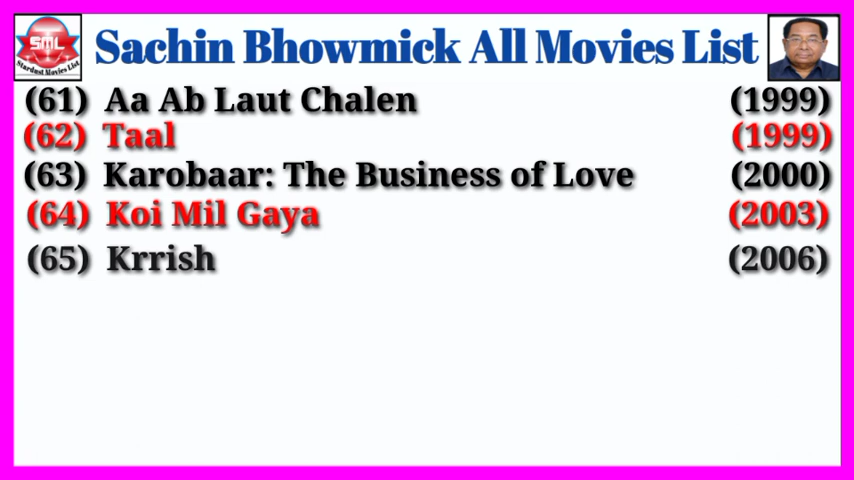 SML
Stardust Movies List
Sachin Bhowmick All Movies List
(61) Aa Ab Laut Chalen (1999)
(62) Taal (1999)
(63) Karobaar: The Business of Love (2000)
(64) Koi Mil Gaya (2003)
(65) Krrish (2006)